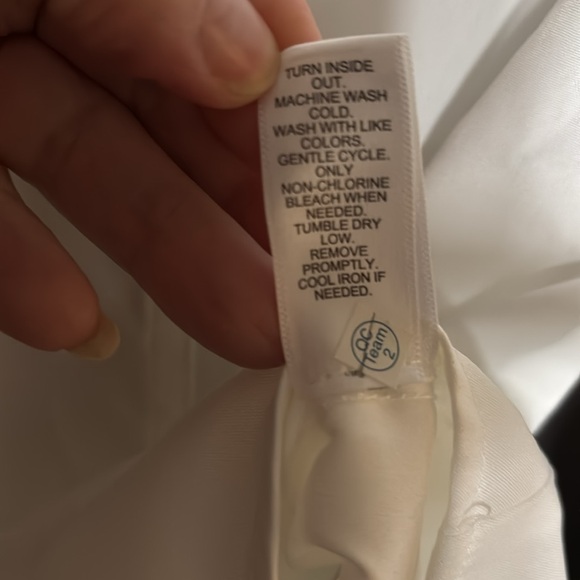 TURN INSIDE
OUT.
MACHINE WASH
COLD.
WASH WITH LIKE
COLORS.
GENTLE CYCLE.
ONLY
NON-CHLORINE
BLEACH WHEN
NEEDED.
TUMBLE DRY
LOW.
REMOVE
PROMPTLY.
COOL IRON IF
NEEDED.
QC
Team
2